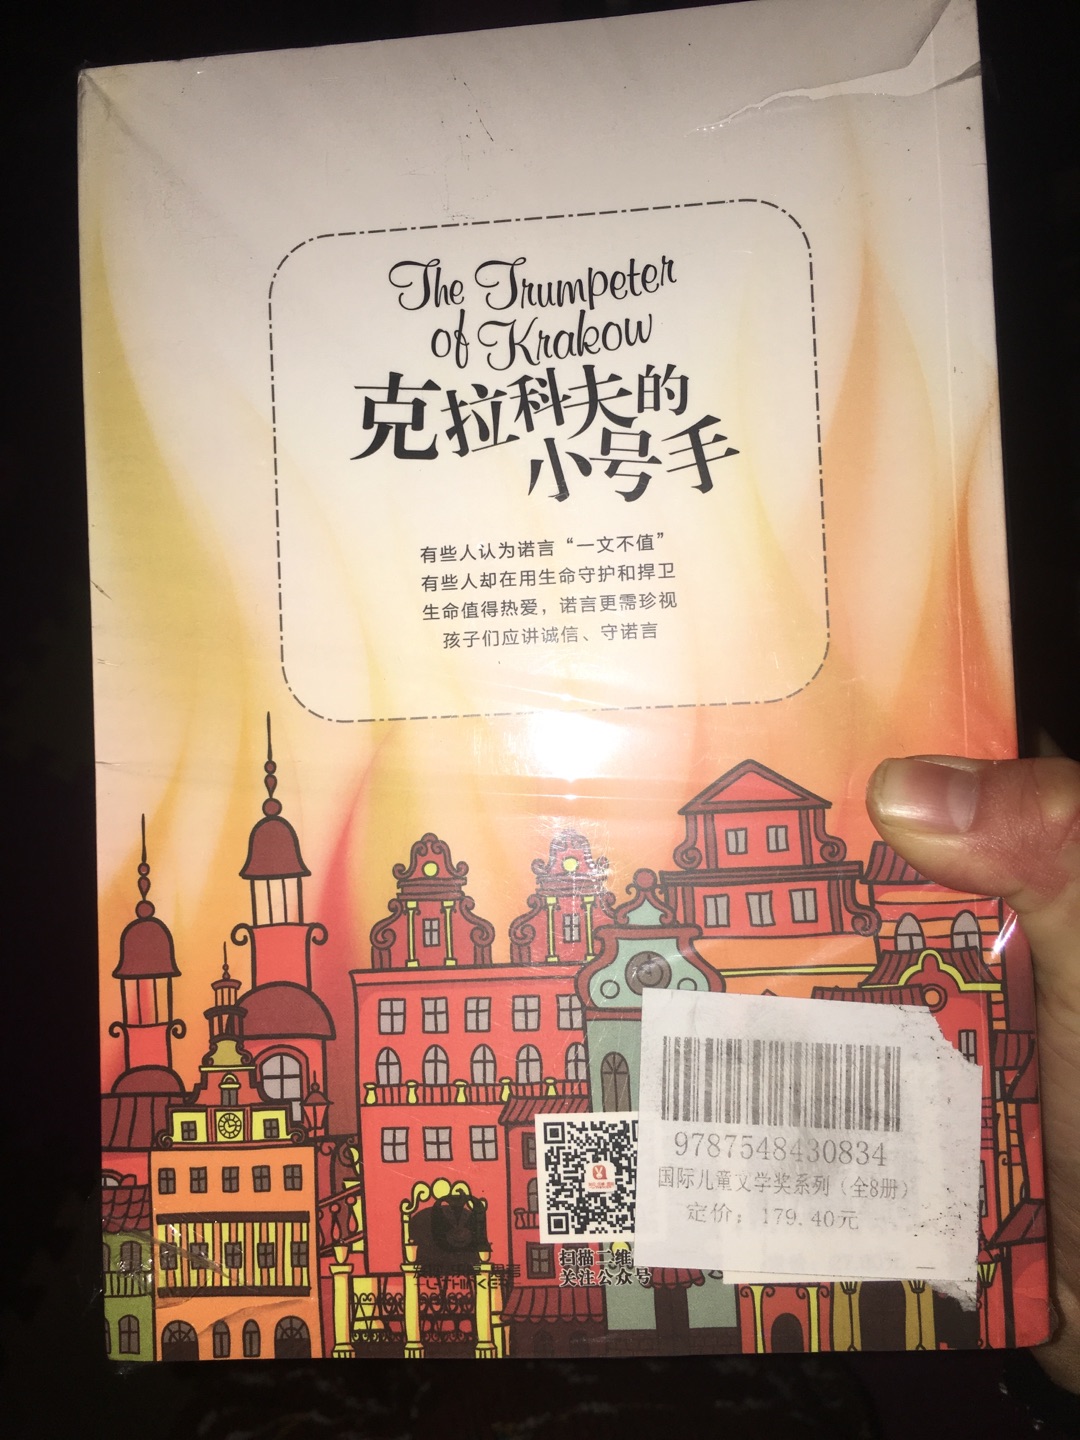 The Trumpeter
of Krakow
克拉科夫的
小号手
有些人认为诺言“一文不值”
有些人却在用生命守护和捍卫
生命值得热爱，诺言更需珍视
孩子们应讲诚信、守诺言
9787548430834
国际儿童文学奖系列（全8册）
定价：179.40元
扫描二维
关注公众号